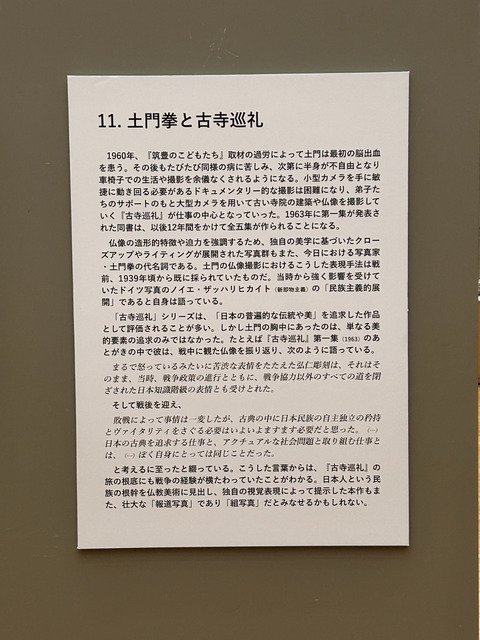 11. 土門拳と古寺巡礼
1960年、『筑豊のこどもたち』取材の過労によって土門は最初の脳出血
を患う。その後もたびたび同様の病に苦しみ、次第に半身が不自由となり
車椅子での生活や撮影を余儀なくされるようになる。小型カメラを手に敏
捷に動き回る必要があるドキュメンタリー的な撮影は困難になり、弟子た
ちのサポートのもと大型カメラを用いて古い寺院の建築や仏像を撮影して
いく『古寺巡礼』が仕事の中心となっていった。1963年に第一集が発表さ
れた同書は、以後12年間をかけて全五集が作られることになる。
仏像の造形的特徴や迫力を強調するため、独自の美学に基づいたクロー
ズアップやライティングが展開された写真群もまた、今日における写真家
・土門拳の代名詞である。土門の仏像撮影におけるこうした表現手法は戦
前、1939年頃から既に採られていたものだ。当時から強く影響を受けて
いたドイツ写真のノイエ・ザッハリヒカイト（新即物主義）の「民族主義的展
開」であると自身は語っている。
「古寺巡礼」シリーズは、「日本の普遍的な伝統や美」を追求した作品
として評価されることが多い。しかし土門の胸中にあったのは、単なる美
的要素の追求のみではなかった。たとえば『古寺巡礼』第一集（1963）のあ
とがきの中で彼は、戦中に観た仏像を振り返り、次のように語っている。
まるで怒っているみたいに苦渋な表情をたたえた弘仁彫刻は、それはそ
のまま、当時、戦争政策の進行とともに、戦争協力以外のすべての道を閉
ざされた日本知識階級の表情とも受けとれた。
そして戦後を迎え、
敗戦によって事情は一変したが、古典の中に日本民族の自主独立の矜持
とヴァイタリティをさぐる必要はいよいよますます必要だと思った。（…）
日本の古典を追求する仕事と、アクチュアルな社会問題と取り組む仕事と
は、（…）ぼく自身にとっては同じことだった。
と考えるに至ったと綴っている。こうした言葉からは、『古寺巡礼』の
旅の根底にも戦争の経験が横たわっていたことがわかる。日本人という民
族の根幹を仏教美術に見出し、独自の視覚表現によって提示した本作もま
た、壮大な「報道写真」であり「組写真」だとみなせるかもしれない。